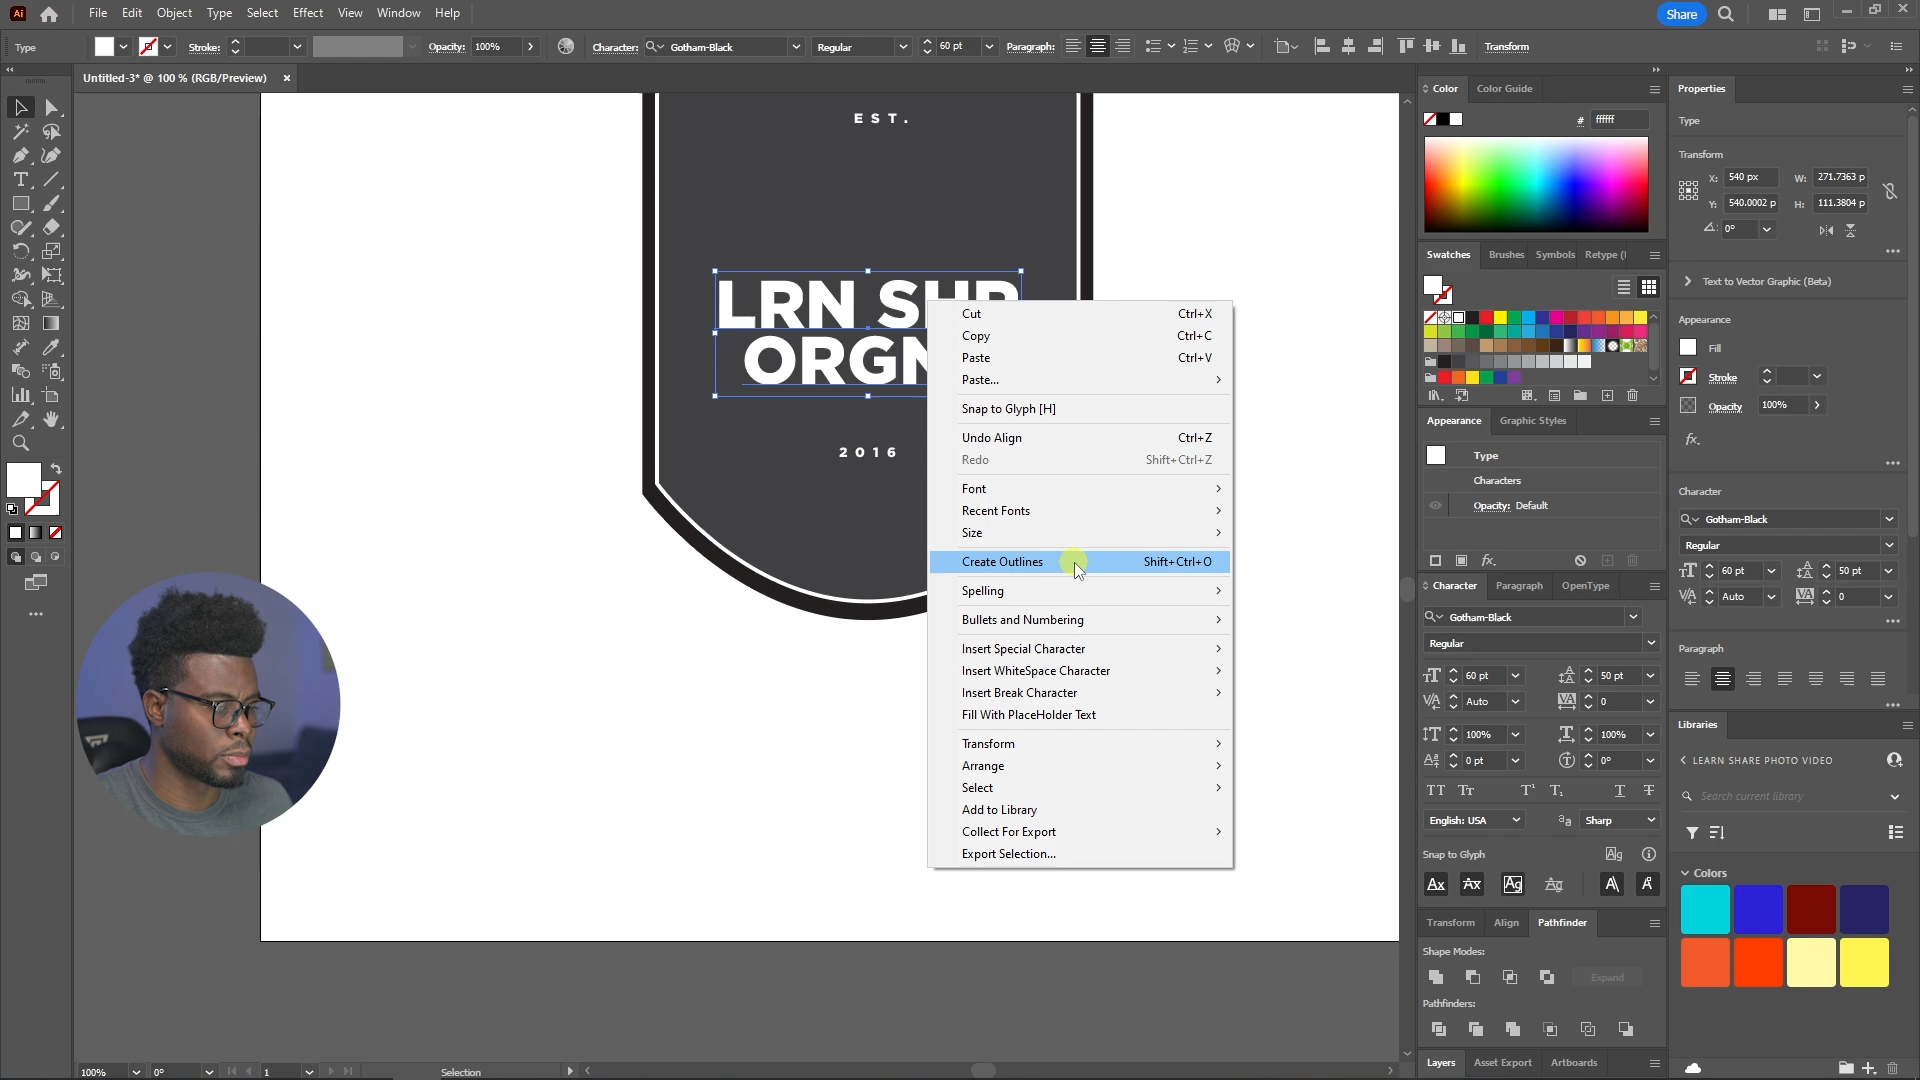 Ai
File Edit Object Type Select Effect View Window Help
Share
Type
Stroke:
Opacity: 100%
Character: Gotham-Black
Regular
60 pt
Paragraph:
Transform
Untitled-3* @ 100 % (RGB/Preview) ×
EST.
LRN SHR
ORGN
2016
Cut Ctrl+X
Copy Ctrl+C
Paste Ctrl+V
Paste...
Snap to Glyph [H]
Undo Align Ctrl+Z
Redo Shift+Ctrl+Z
Font
Recent Fonts
Size
Create Outlines Shift+Ctrl+O
Spelling
Bullets and Numbering
Insert Special Character
Insert WhiteSpace Character
Insert Break Character
Fill With PlaceHolder Text
Transform
Arrange
Select
Add to Library
Collect For Export
Export Selection...
100% 0° 1 Selection
Color Color Guide
# ffffff
Swatches Brushes Symbols Retype (
Appearance Graphic Styles
Type
Characters
Opacity: Default
fx.
Character Paragraph OpenType
Gotham-Black
Regular
60 pt 50 pt
Auto 0
100% 100%
0 pt 0°
English: USA Sharp
Snap to Glyph
Transform Align Pathfinder
Shape Modes:
Expand
Pathfinders:
Layers Asset Export Artboards
Properties
Type
Transform
X: 540 px W: 271.7363 p
Y: 540.0002 p H: 111.3804 p
0°
Text to Vector Graphic (Beta)
Appearance
Fill
Stroke
Opacity 100%
fx.
Character
Gotham-Black
Regular
60 pt 50 pt
Auto 0
Paragraph
Libraries
LEARN SHARE PHOTO VIDEO
Search current library
Colors